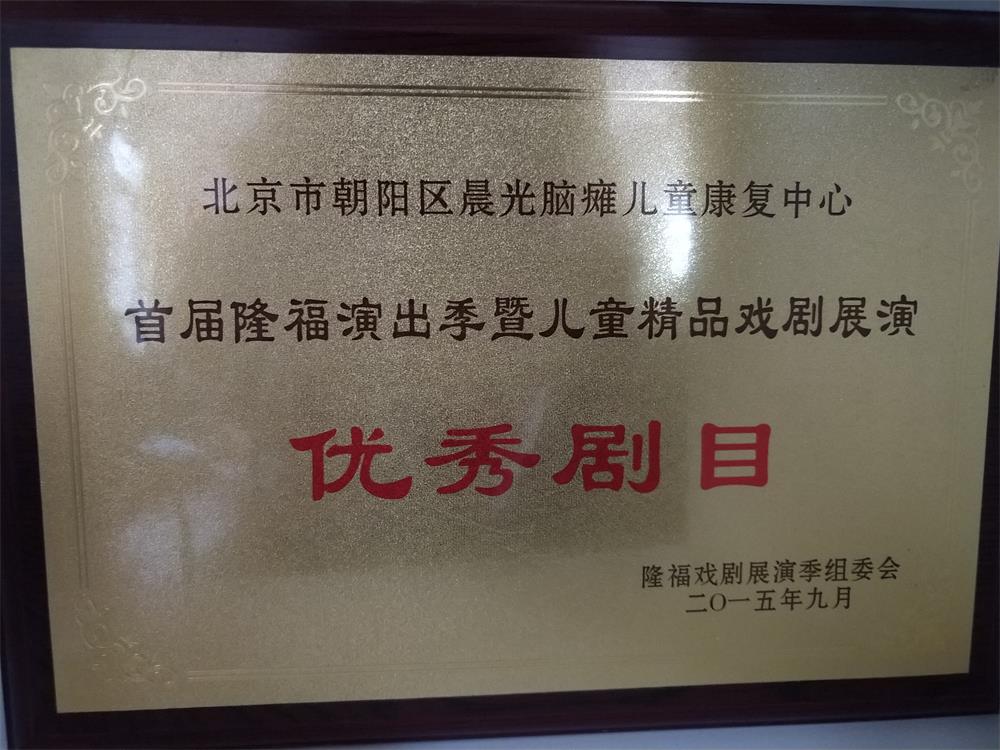 北京市朝阳区晨光脑瘫儿童康复中心
首届隆福演出季暨儿童精品戏剧展演
优秀剧目
隆福戏剧展演季组委会
二〇一五年九月